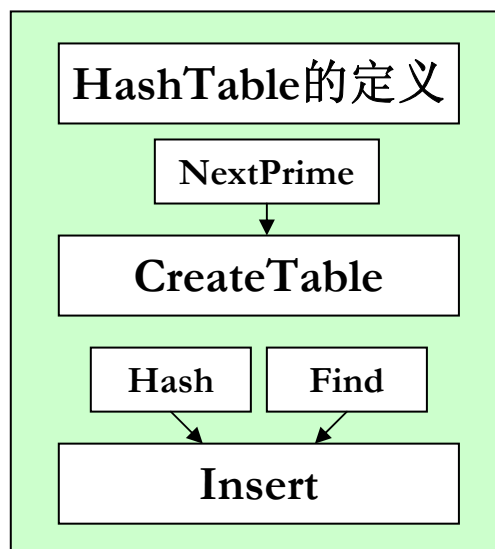 HashTable的定义
NextPrime
CreateTable
Hash
Find
Insert